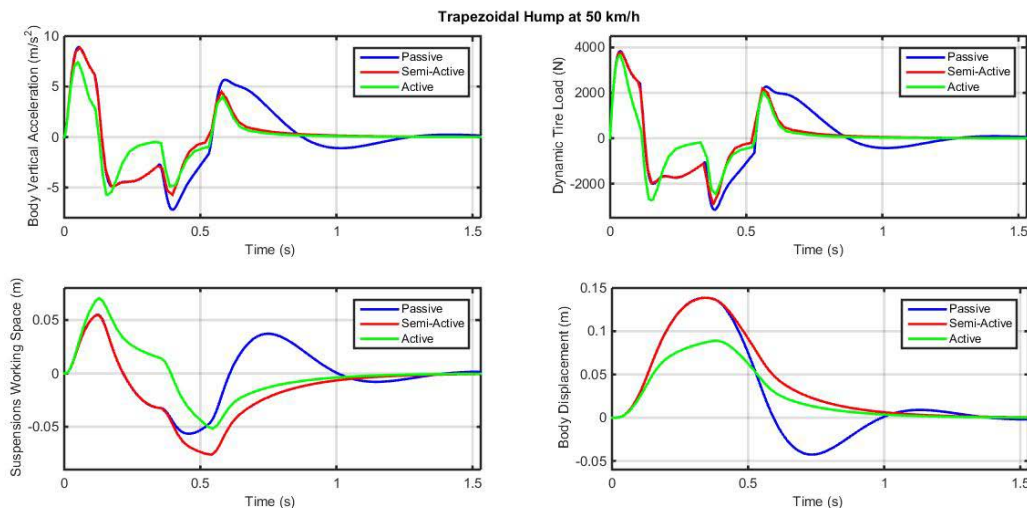 Trapezoidal Hump at 50 km/h
Body Vertical Acceleration (m/s²)
10
5
0
-5
0
0.5
1
1.5
Time (s)
Passive
Semi-Active
Active
Dynamic Tire Load (N)
4000
2000
0
-2000
0
0.5
1
1.5
Time (s)
Passive
Semi-Active
Active
Suspensions Working Space (m)
0.05
0
-0.05
0
0.5
1
1.5
Time (s)
Passive
Semi-Active
Active
Body Displacement (m)
0.15
0.1
0.05
0
-0.05
0
0.5
1
1.5
Time (s)
Passive
Semi-Active
Active